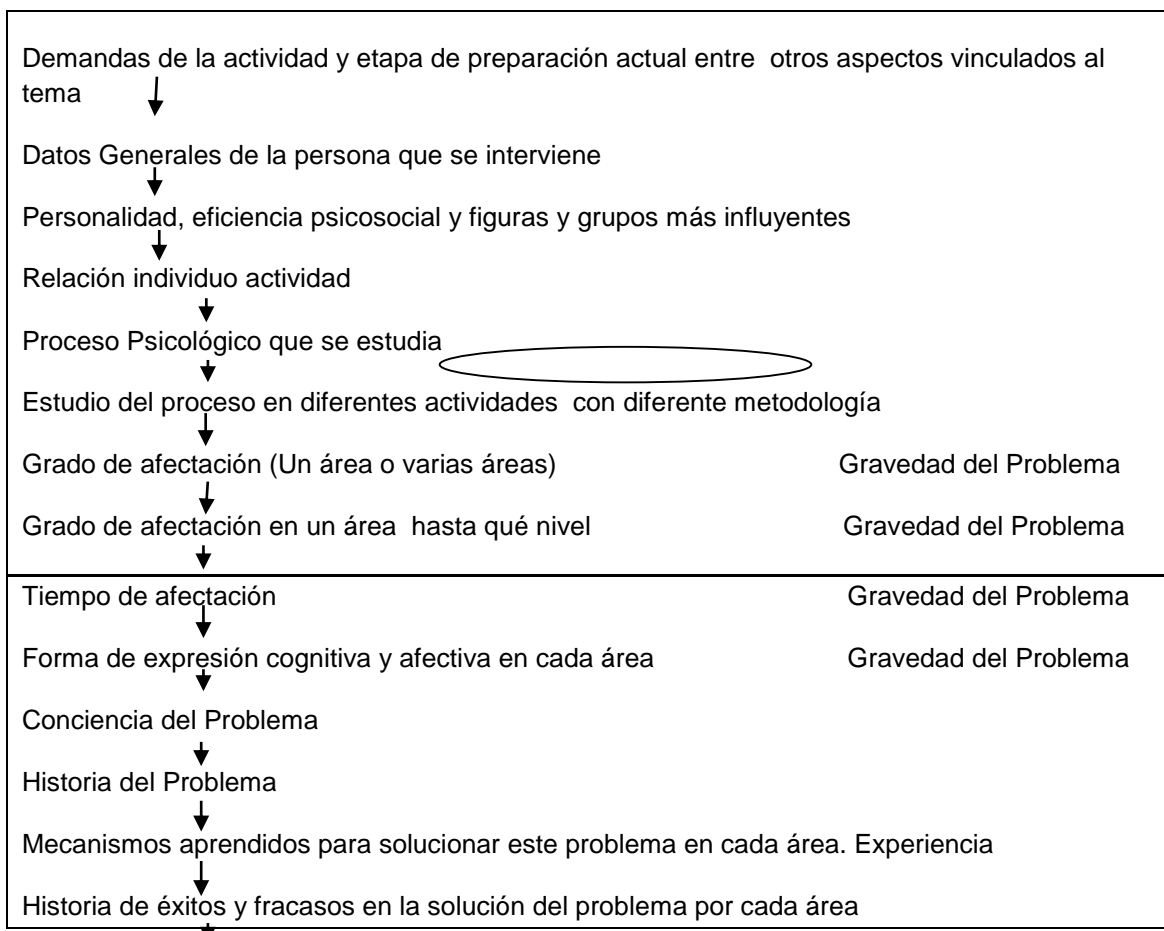 Demandas de la actividad y etapa de preparación actual entre  otros aspectos vinculados al
tema
Datos Generales de la persona que se interviene
Personalidad, eficiencia psicosocial y figuras y grupos más influyentes
Relación individuo actividad
Proceso Psicológico que se estudia
Estudio del proceso en diferentes actividades  con diferente metodología
Grado de afectación (Un área o varias áreas) Gravedad del Problema
Grado de afectación en un área  hasta qué nivel Gravedad del Problema
Tiempo de afectación Gravedad del Problema
Forma de expresión cognitiva y afectiva en cada área Gravedad del Problema
Conciencia del Problema
Historia del Problema
Mecanismos aprendidos para solucionar este problema en cada área. Experiencia
Historia de éxitos y fracasos en la solución del problema por cada área